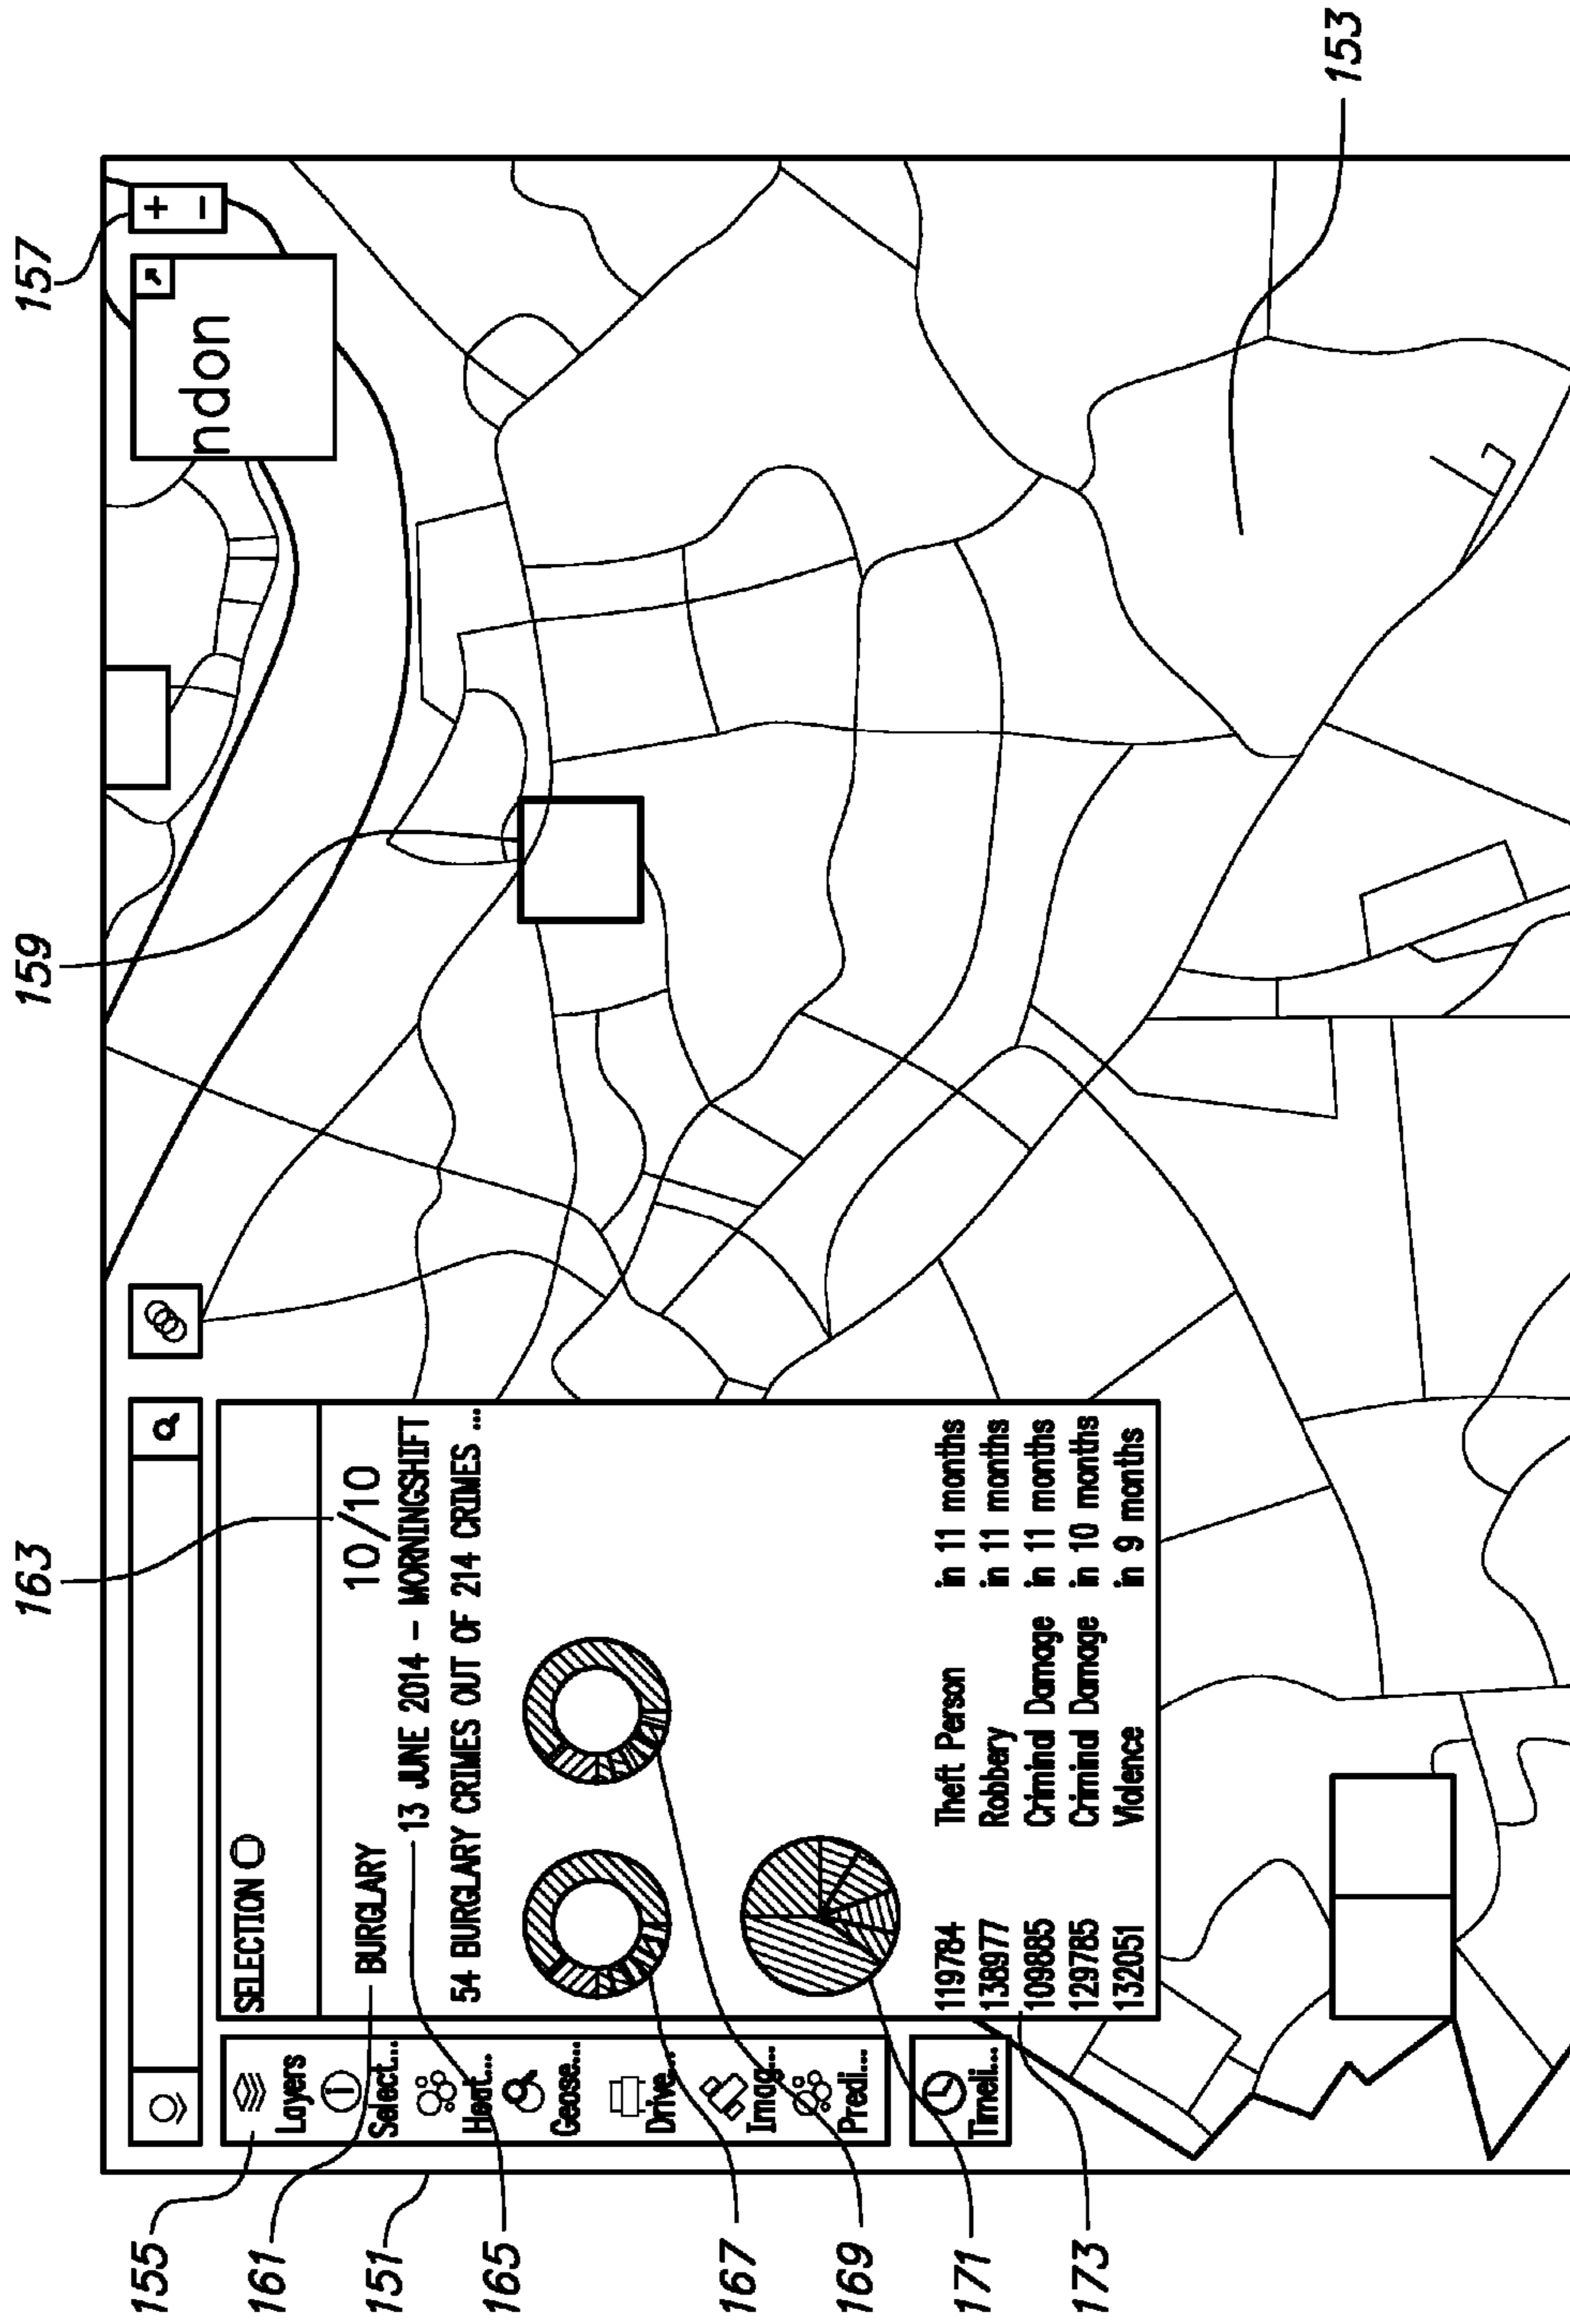 163
159
157
+
−
ndon
155
Layers
Select...
Heat...
Geose...
Drive...
Imag...
Predi...
Timeli...
SELECTION
161
BURGLARY
10/10
151
13 JUNE 2014 – MORNINGSHIFT
54 BURGLARY CRIMES OUT OF 214 CRIMES ...
165
167
169
171
119784 Theft Person in 11 months
138977 Robbery in 11 months
109885 Criminal Damage in 11 months
129785 Criminal Damage in 10 months
132051 Violence in 9 months
173
153